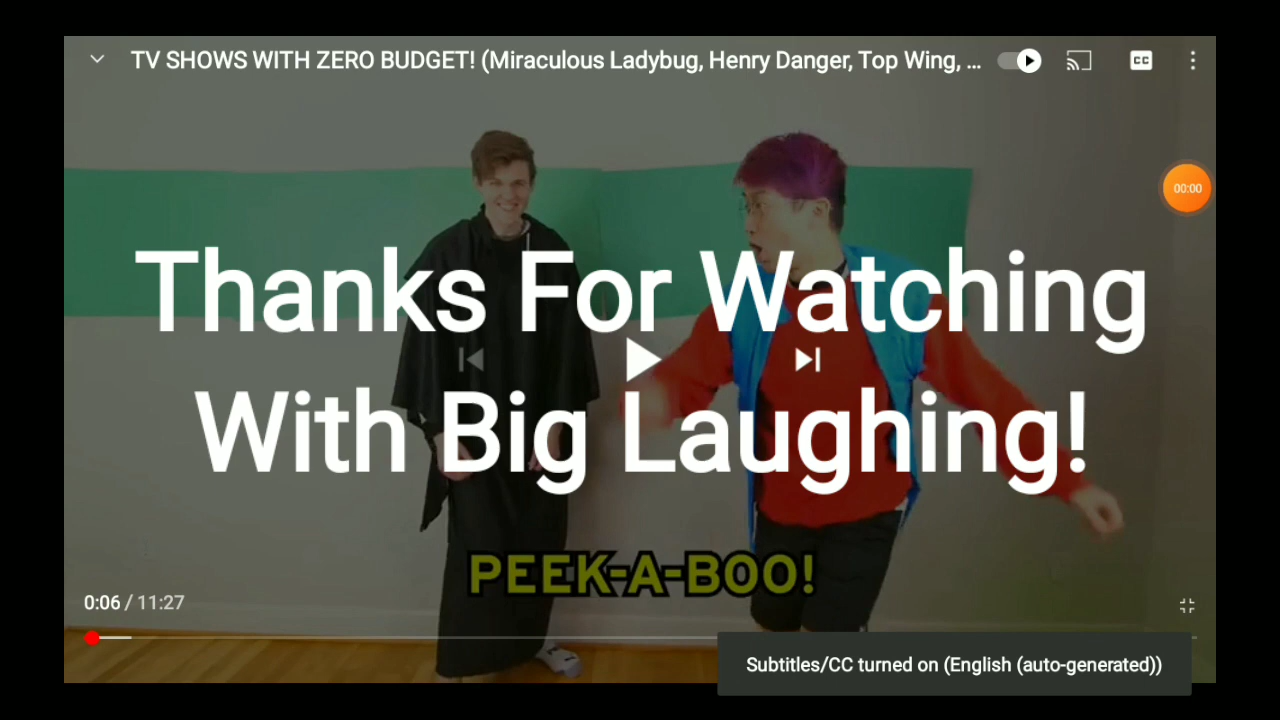 TV SHOWS WITH ZERO BUDGET! (Miraculous Ladybug, Henry Danger, Top Wing, ...
CC
00:00
Thanks For Watching
With Big Laughing!
PEEK-A-BOO!
0:06 / 11:27
Subtitles/CC turned on (English (auto-generated))